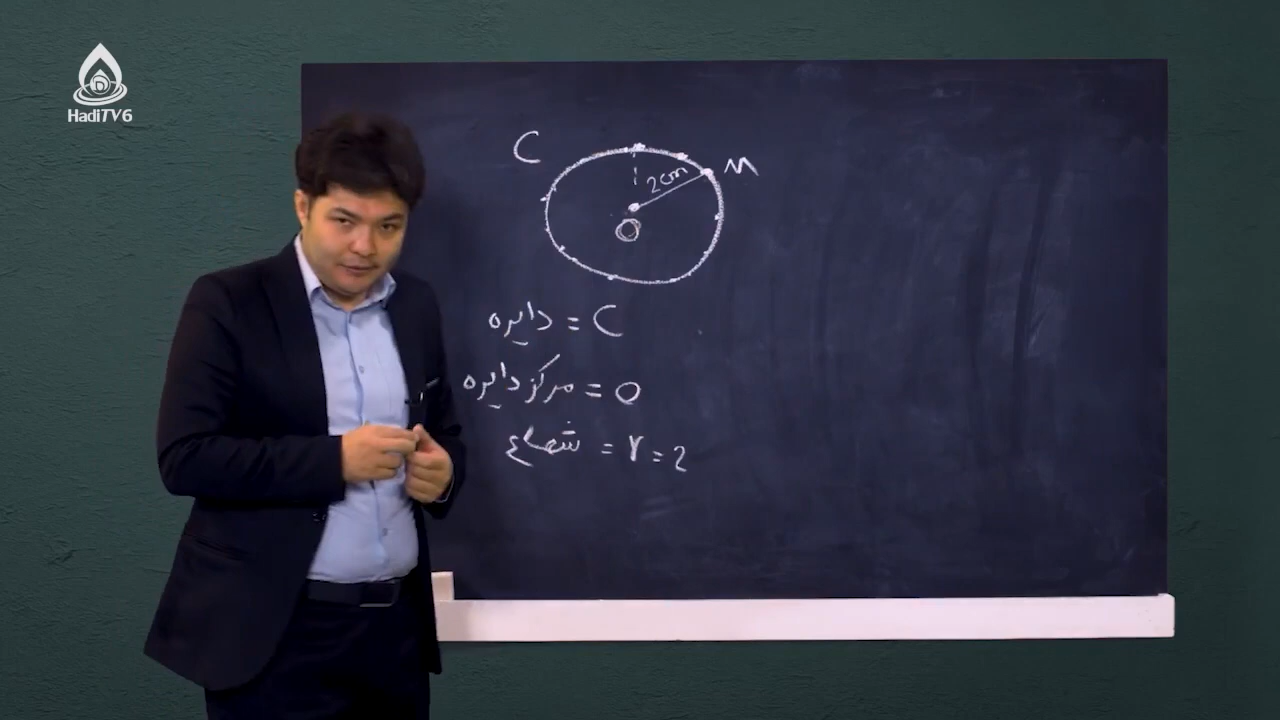 HadiTV6
C
M
2cm
O
دایره = C
مرکز دایره = O
شعاع = r = 2